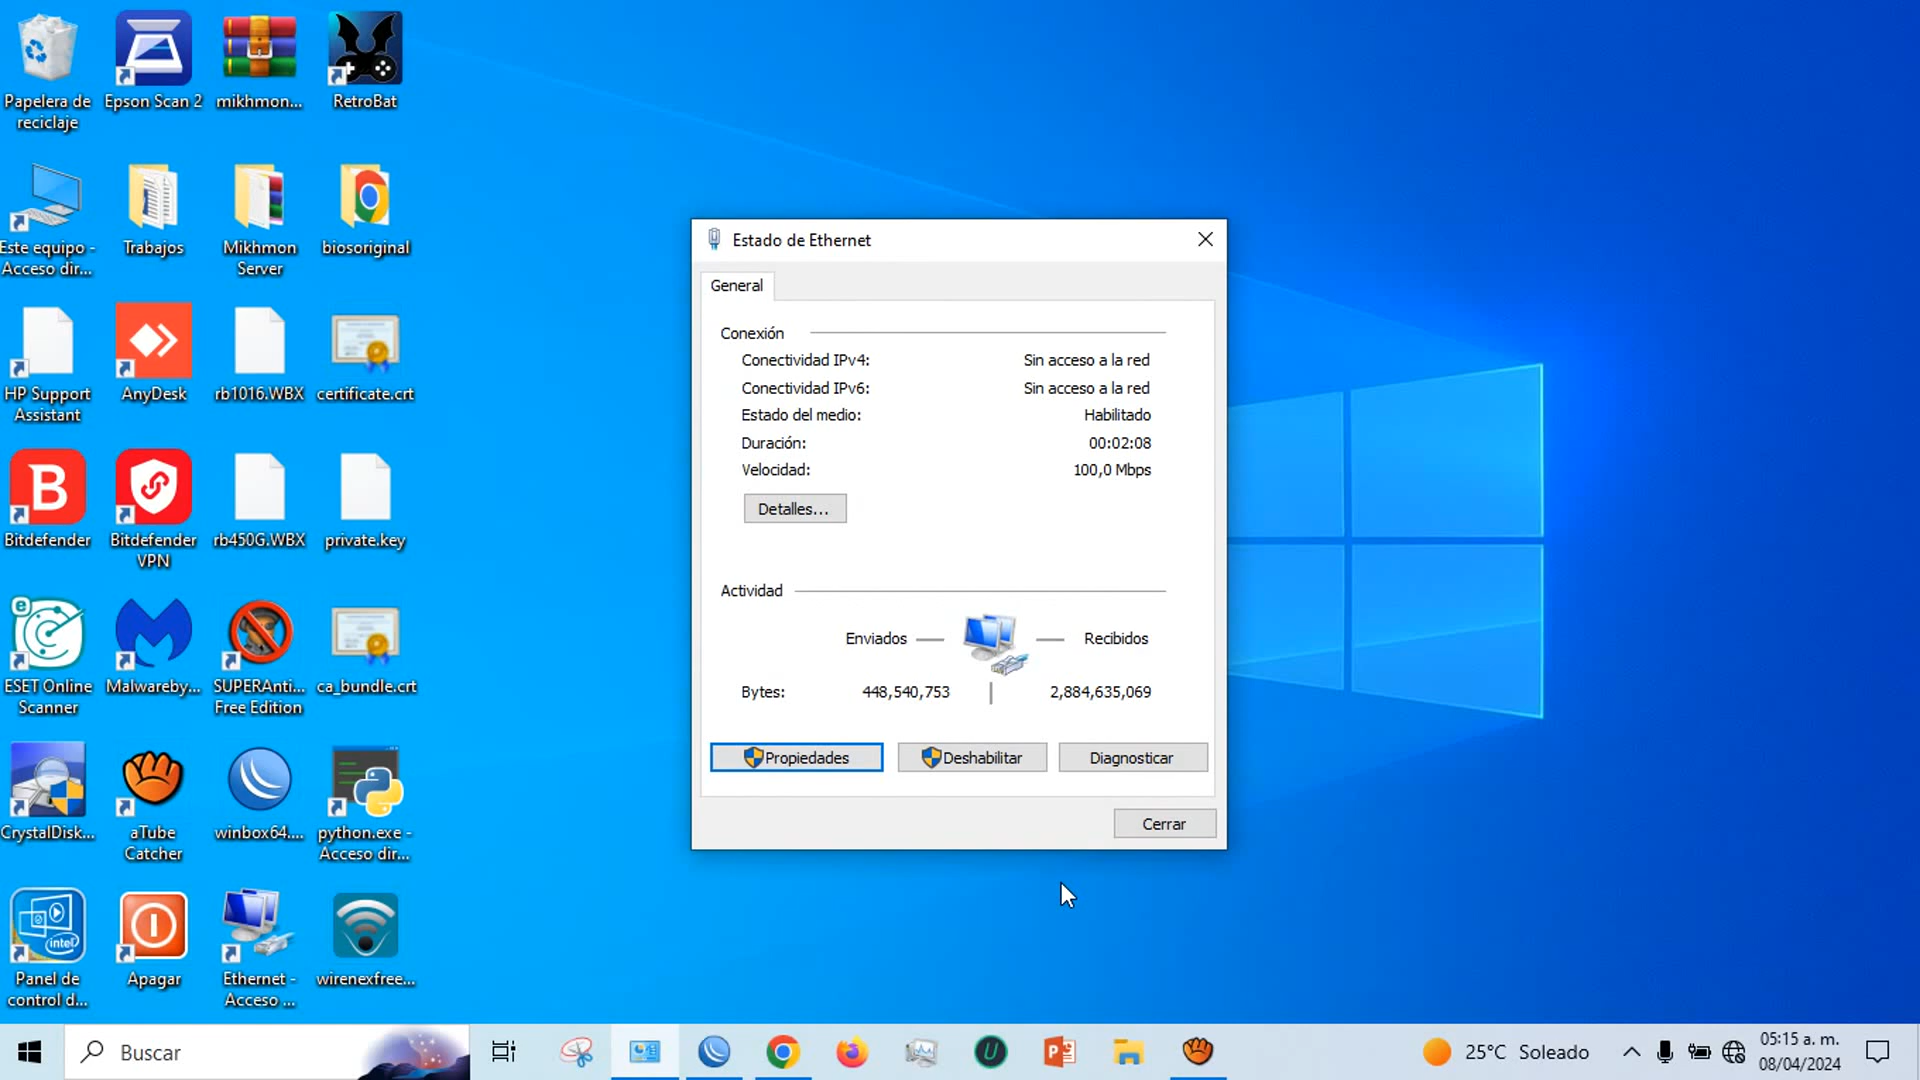 Papelera de
reciclaje
Epson Scan 2
mikhmon...
RetroBat
Este equipo -
Acceso dir...
Trabajos
Mikhmon
Server
biosoriginal
HP Support
Assistant
AnyDesk
rb1016.WBX
certificate.crt
Bitdefender
Bitdefender
VPN
rb450G.WBX
private.key
ESET Online
Scanner
Malwareby...
SUPERAnti...
Free Edition
ca_bundle.crt
CrystalDisk...
aTube
Catcher
winbox64....
python.exe -
Acceso dir...
intel
Panel de
control d...
Apagar
Ethernet -
Acceso ...
wirenexfree...
Estado de Ethernet
General
Conexión
Conectividad IPv4: Sin acceso a la red
Conectividad IPv6: Sin acceso a la red
Estado del medio: Habilitado
Duración: 00:02:08
Velocidad: 100,0 Mbps
Detalles...
Actividad
Enviados — — Recibidos
Bytes: 448,540,753 | 2,884,635,069
Propiedades
Deshabilitar
Diagnosticar
Cerrar
Buscar
25°C Soleado
05:15 a. m.
08/04/2024